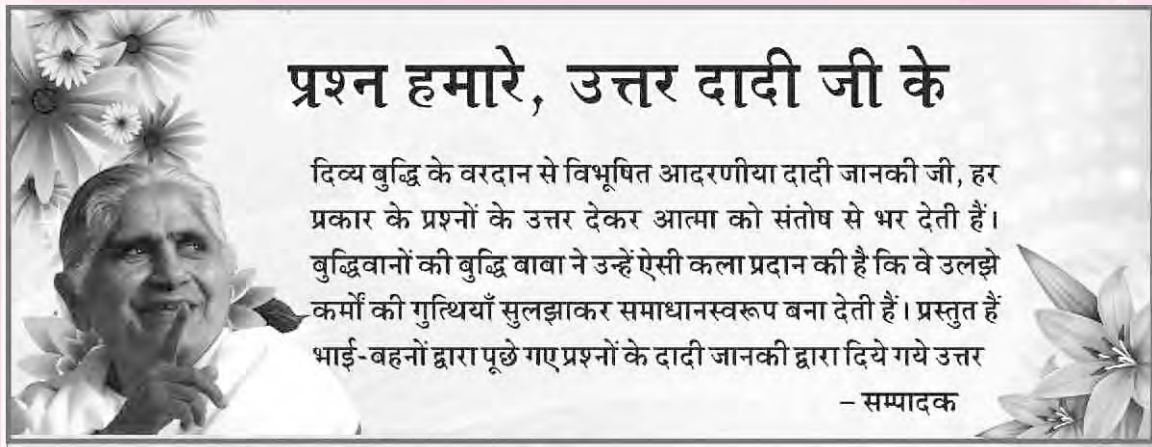 प्रश्न हमारे, उत्तर दादी जी के
दिव्य बुद्धि के वरदान से विभूषित आदरणीया दादी जानकी जी, हर
प्रकार के प्रश्नों के उत्तर देकर आत्मा को संतोष से भर देती हैं।
बुद्धिवानों की बुद्धि बाबा ने उन्हें ऐसी कला प्रदान की है कि वे उलझे
कर्मों की गुत्थियाँ सुलझाकर समाधानस्वरूप बना देती हैं। प्रस्तुत हैं
भाई-बहनों द्वारा पूछे गए प्रश्नों के दादी जानकी द्वारा दिये गये उत्तर
– सम्पादक